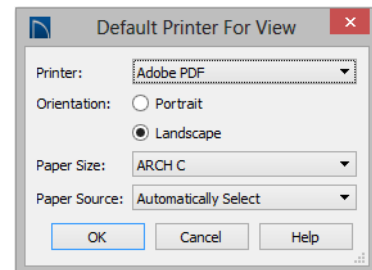 Default Printer For View
Printer: Adobe PDF
Orientation: Portrait
Landscape
Paper Size: ARCH C
Paper Source: Automatically Select
OK Cancel Help